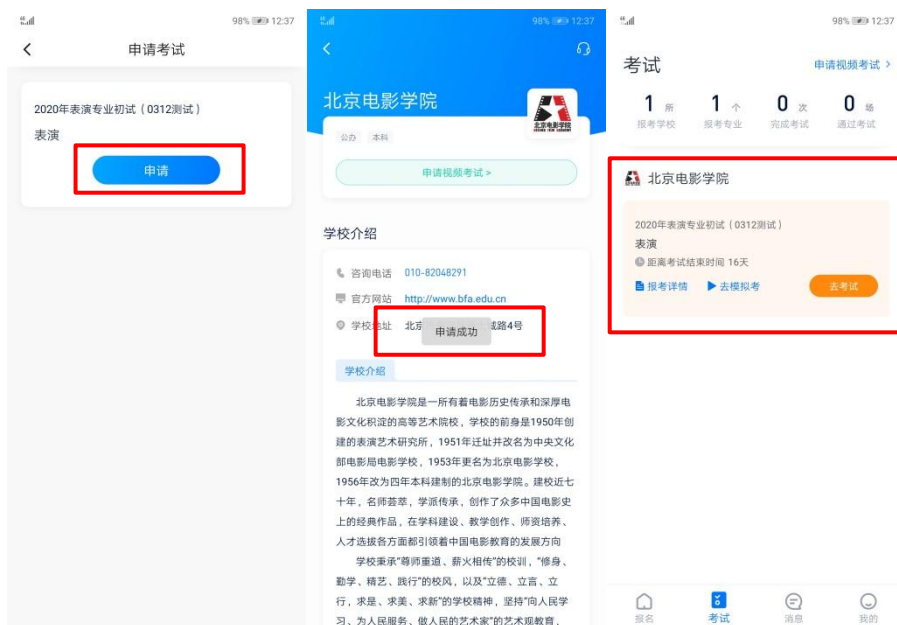 98% 12:37
申请考试
2020年表演专业初试（0312测试）
表演
申请
98% 12:37
北京电影学院
北京电影学院
公办 本科
申请视频考试 >
学校介绍
咨询电话 010-82048291
官方网站 http://www.bfa.edu.cn
学校地址 北京 城路4号
申请成功
学校介绍
北京电影学院是一所有着电影历史传承和深厚电
影文化积淀的高等艺术院校，学校的前身是1950年创
建的表演艺术研究所，1951年迁址并改名为中央文化
部电影局电影学校，1953年更名为北京电影学校，
1956年改为四年本科建制的北京电影学院。建校近七
十年，名师荟萃，学派传承，创作了众多中国电影史
上的经典作品，在学科建设、教学创作、师资培养、
人才选拔各方面都引领着中国电影教育的发展方向
学校秉承“尊师重道、薪火相传”的校训，“修身、
勤学、精艺、践行”的校风，以及“立德、立言、立
行，求是、求美、求新”的学校精神，坚持“向人民学
习、为人民服务、做人民的艺术家”的艺术观教育，
98% 12:37
考试
申请视频考试 >
1 所 1 个 0 次 0 场
报考学校 报考专业 完成考试 通过考试
北京电影学院
2020年表演专业初试（0312测试）
表演
距离考试结束时间 16天
报考详情 去模拟考 去考试
报名 考试 消息 我的